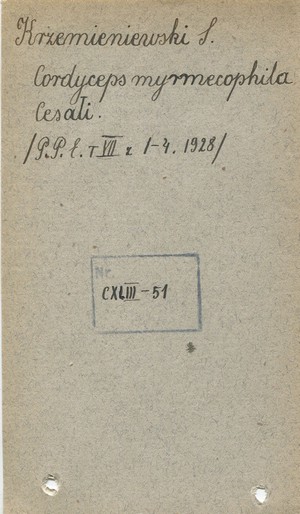 Krzemieniewski S.
Cordyceps myrmecophila
Cesati.
/P.P.E. T VII z 1-4. 1928/
Nr.
CXLIII-51